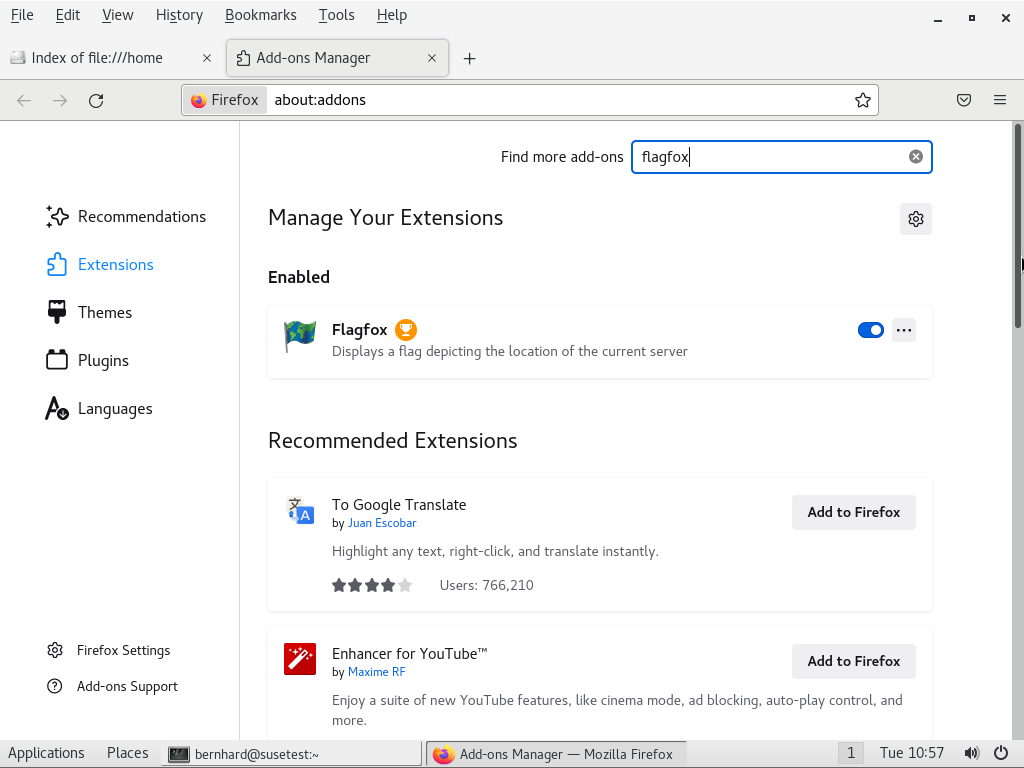 File Edit View History Bookmarks Tools Help
Index of file:///home
Add-ons Manager
Firefox about:addons
Find more add-ons flagfox
Recommendations
Extensions
Themes
Plugins
Languages
Firefox Settings
Add-ons Support
Manage Your Extensions
Enabled
Flagfox
Displays a flag depicting the location of the current server
Recommended Extensions
To Google Translate
by Juan Escobar
Add to Firefox
Highlight any text, right-click, and translate instantly.
Users: 766,210
Enhancer for YouTube™
by Maxime RF
Add to Firefox
Enjoy a suite of new YouTube features, like cinema mode, ad blocking, auto-play control, and
more.
Applications Places bernhard@susetest:~ Add-ons Manager — Mozilla Firefox 1 Tue 10:57